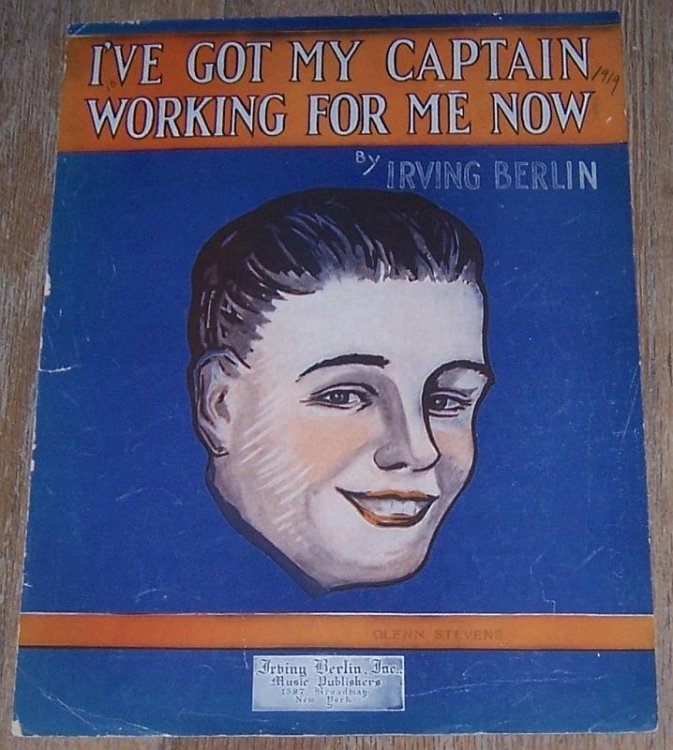 I'VE GOT MY CAPTAIN
WORKING FOR ME NOW
1919
By IRVING BERLIN
GLENN STEVENS
Irving Berlin, Inc.
Music Publishers
1587 Broadway
New York